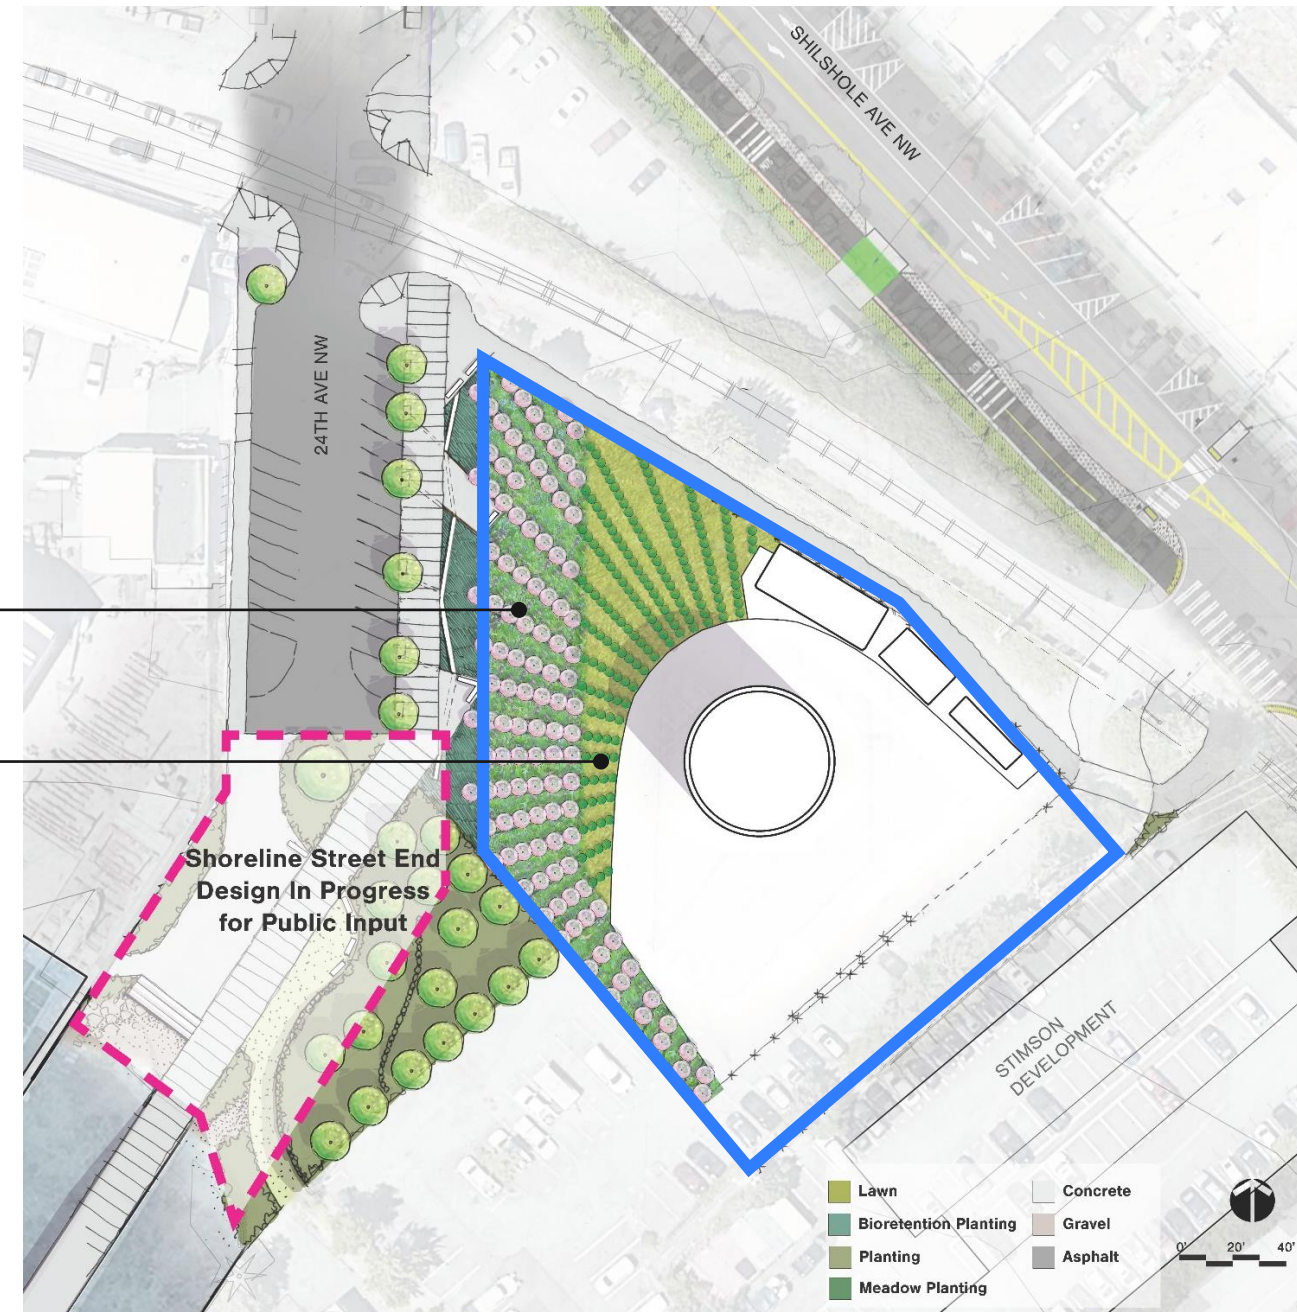 SHILSHOLE AVE NW
24TH AVE NW
Shoreline Street End
Design In Progress
for Public Input
STIMSON
DEVELOPMENT
Lawn
Bioretention Planting
Planting
Meadow Planting
Concrete
Gravel
Asphalt
0' 20' 40'